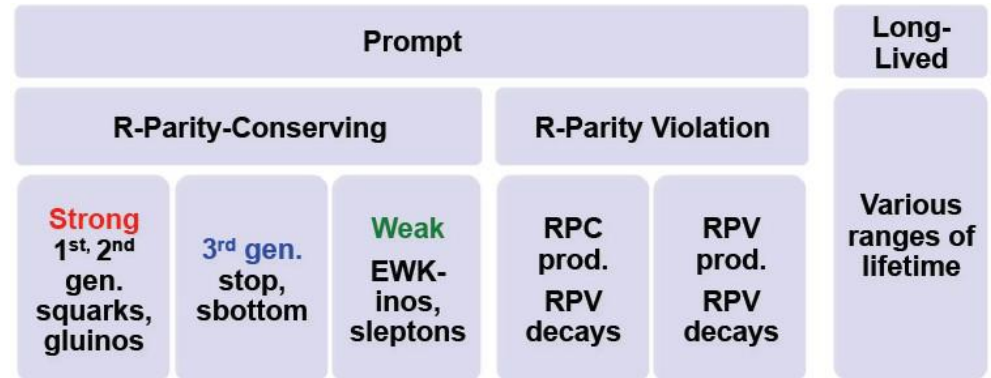 Prompt
Long-
Lived
R-Parity-Conserving
R-Parity Violation
Strong
1st, 2nd
gen.
squarks,
gluinos
3rd gen.
stop,
sbottom
Weak
EWK-
inos,
sleptons
RPC
prod.
RPV
decays
RPV
prod.
RPV
decays
Various
ranges of
lifetime